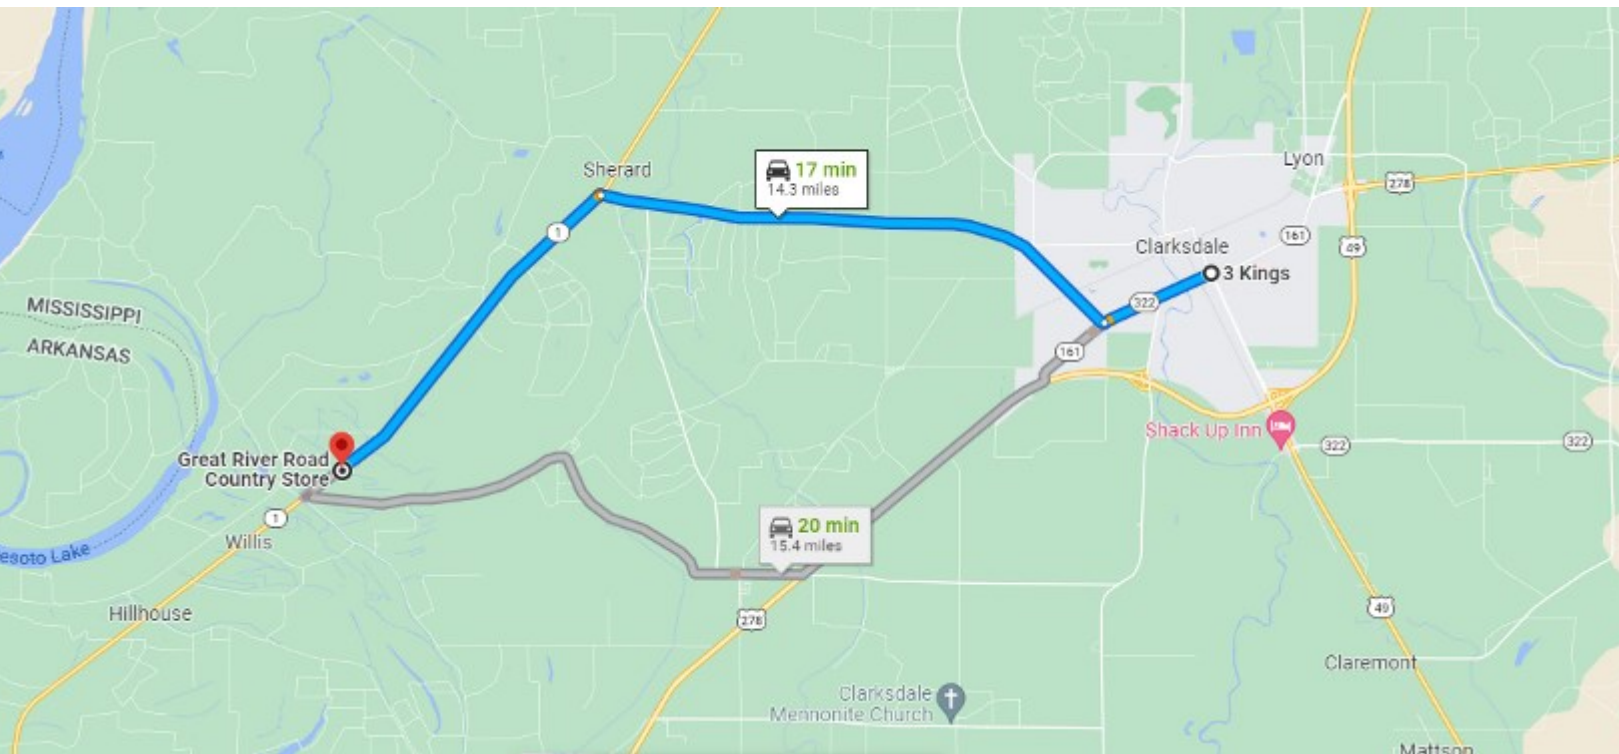 Sherard
17 min
14.3 miles
Lyon
278
1
161
Clarksdale
49
3 Kings
322
MISSISSIPPI
ARKANSAS
161
Shack Up Inn
322
322
Great River Road
Country Store
1
20 min
15.4 miles
Willis
esoto Lake
Hillhouse
278
49
Claremont
Clarksdale
Mennonite Church
Mattson